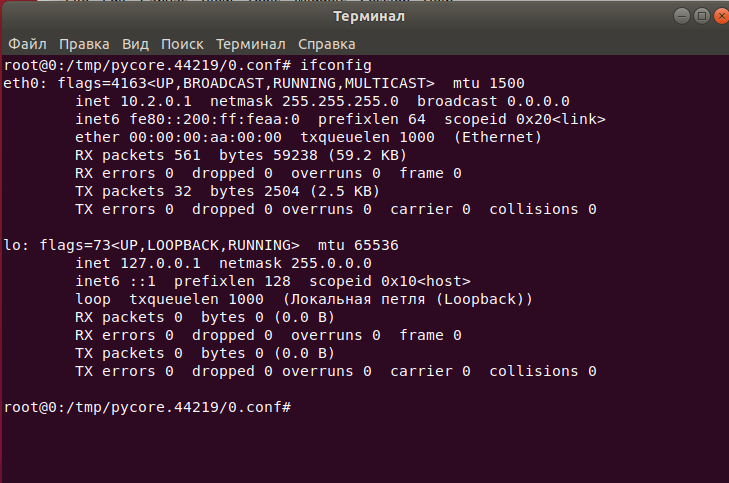 Терминал
Файл Правка Вид Поиск Терминал Справка
root@0:/tmp/pycore.44219/0.conf# ifconfig
eth0: flags=4163<UP,BROADCAST,RUNNING,MULTICAST>  mtu 1500
        inet 10.2.0.1  netmask 255.255.255.0  broadcast 0.0.0.0
        inet6 fe80::200:ff:feaa:0  prefixlen 64  scopeid 0x20<link>
        ether 00:00:00:aa:00:00  txqueuelen 1000  (Ethernet)
        RX packets 561  bytes 59238 (59.2 KB)
        RX errors 0  dropped 0  overruns 0  frame 0
        TX packets 32  bytes 2504 (2.5 KB)
        TX errors 0  dropped 0 overruns 0  carrier 0  collisions 0

lo: flags=73<UP,LOOPBACK,RUNNING>  mtu 65536
        inet 127.0.0.1  netmask 255.0.0.0
        inet6 ::1  prefixlen 128  scopeid 0x10<host>
        loop  txqueuelen 1000  (Локальная петля (Loopback))
        RX packets 0  bytes 0 (0.0 B)
        RX errors 0  dropped 0  overruns 0  frame 0
        TX packets 0  bytes 0 (0.0 B)
        TX errors 0  dropped 0 overruns 0  carrier 0  collisions 0

root@0:/tmp/pycore.44219/0.conf#